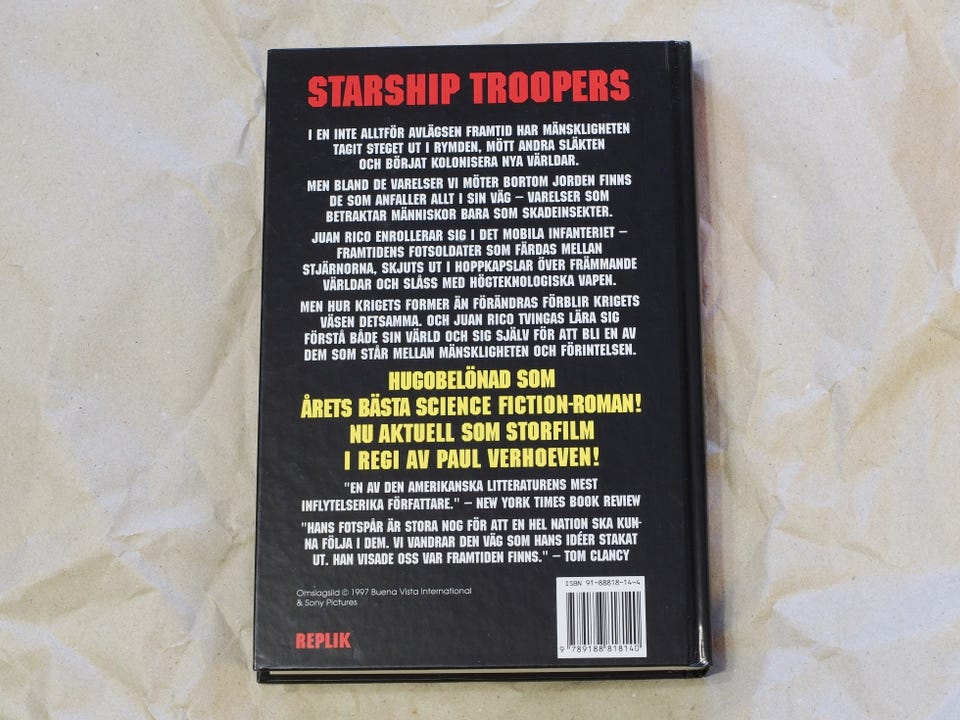 STARSHIP TROOPERS
I EN INTE ALLTFÖR AVLÄGSEN FRAMTID HAR MÄNSKLIGHETEN
TAGIT STEGET UT I RYMDEN, MÖTT ANDRA SLÄKTEN
OCH BÖRJAT KOLONISERA NYA VÄRLDAR.
MEN BLAND DE VARELSER VI MÖTER BORTOM JORDEN FINNS
DE SOM ANFALLER ALLT I SIN VÄG – VARELSER SOM
BETRAKTAR MÄNNISKOR BARA SOM SKADEINSEKTER.
JUAN RICO ENROLLERAR SIG I DET MOBILA INFANTERIET –
FRAMTIDENS FOTSOLDATER SOM FÄRDAS MELLAN
STJÄRNORNA, SKJUTS UT I HOPPKAPSLAR ÖVER FRÄMMANDE
VÄRLDAR OCH SLÅSS MED HÖGTEKNOLOGISKA VAPEN.
MEN HUR KRIGETS FORMER ÄN FÖRÄNDRAS FÖRBLIR KRIGETS
VÄSEN DETSAMMA. OCH JUAN RICO TVINGAS LÄRA SIG
FÖRSTÅ BÅDE SIN VÄRLD OCH SIG SJÄLV FÖR ATT BLI EN AV
DEM SOM STÅR MELLAN MÄNSKLIGHETEN OCH FÖRINTELSEN.
HUGOBELÖNAD SOM
ÅRETS BÄSTA SCIENCE FICTION-ROMAN!
NU AKTUELL SOM STORFILM
I REGI AV PAUL VERHOEVEN!
"EN AV DEN AMERIKANSKA LITTERATURENS MEST
INFLYTELSERIKA FÖRFATTARE." – NEW YORK TIMES BOOK REVIEW
"HANS FOTSPÅR ÄR STORA NOG FÖR ATT EN HEL NATION SKA KUN-
NA FÖLJA I DEM. VI VANDRAR DEN VÄG SOM HANS IDÉER STAKAT
UT. HAN VISADE OSS VAR FRAMTIDEN FINNS." – TOM CLANCY
Omslagsild © 1997 Buena Vista International
& Sony Pictures
REPLIK
ISBN 91-88818-14-4
9 789188 818140